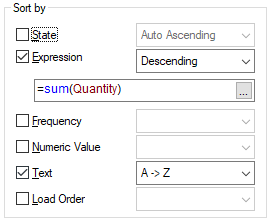 Sort by
State Auto Ascending
Expression Descending
=sum(Quantity) ...
Frequency
Numeric Value
Text A -> Z
Load Order